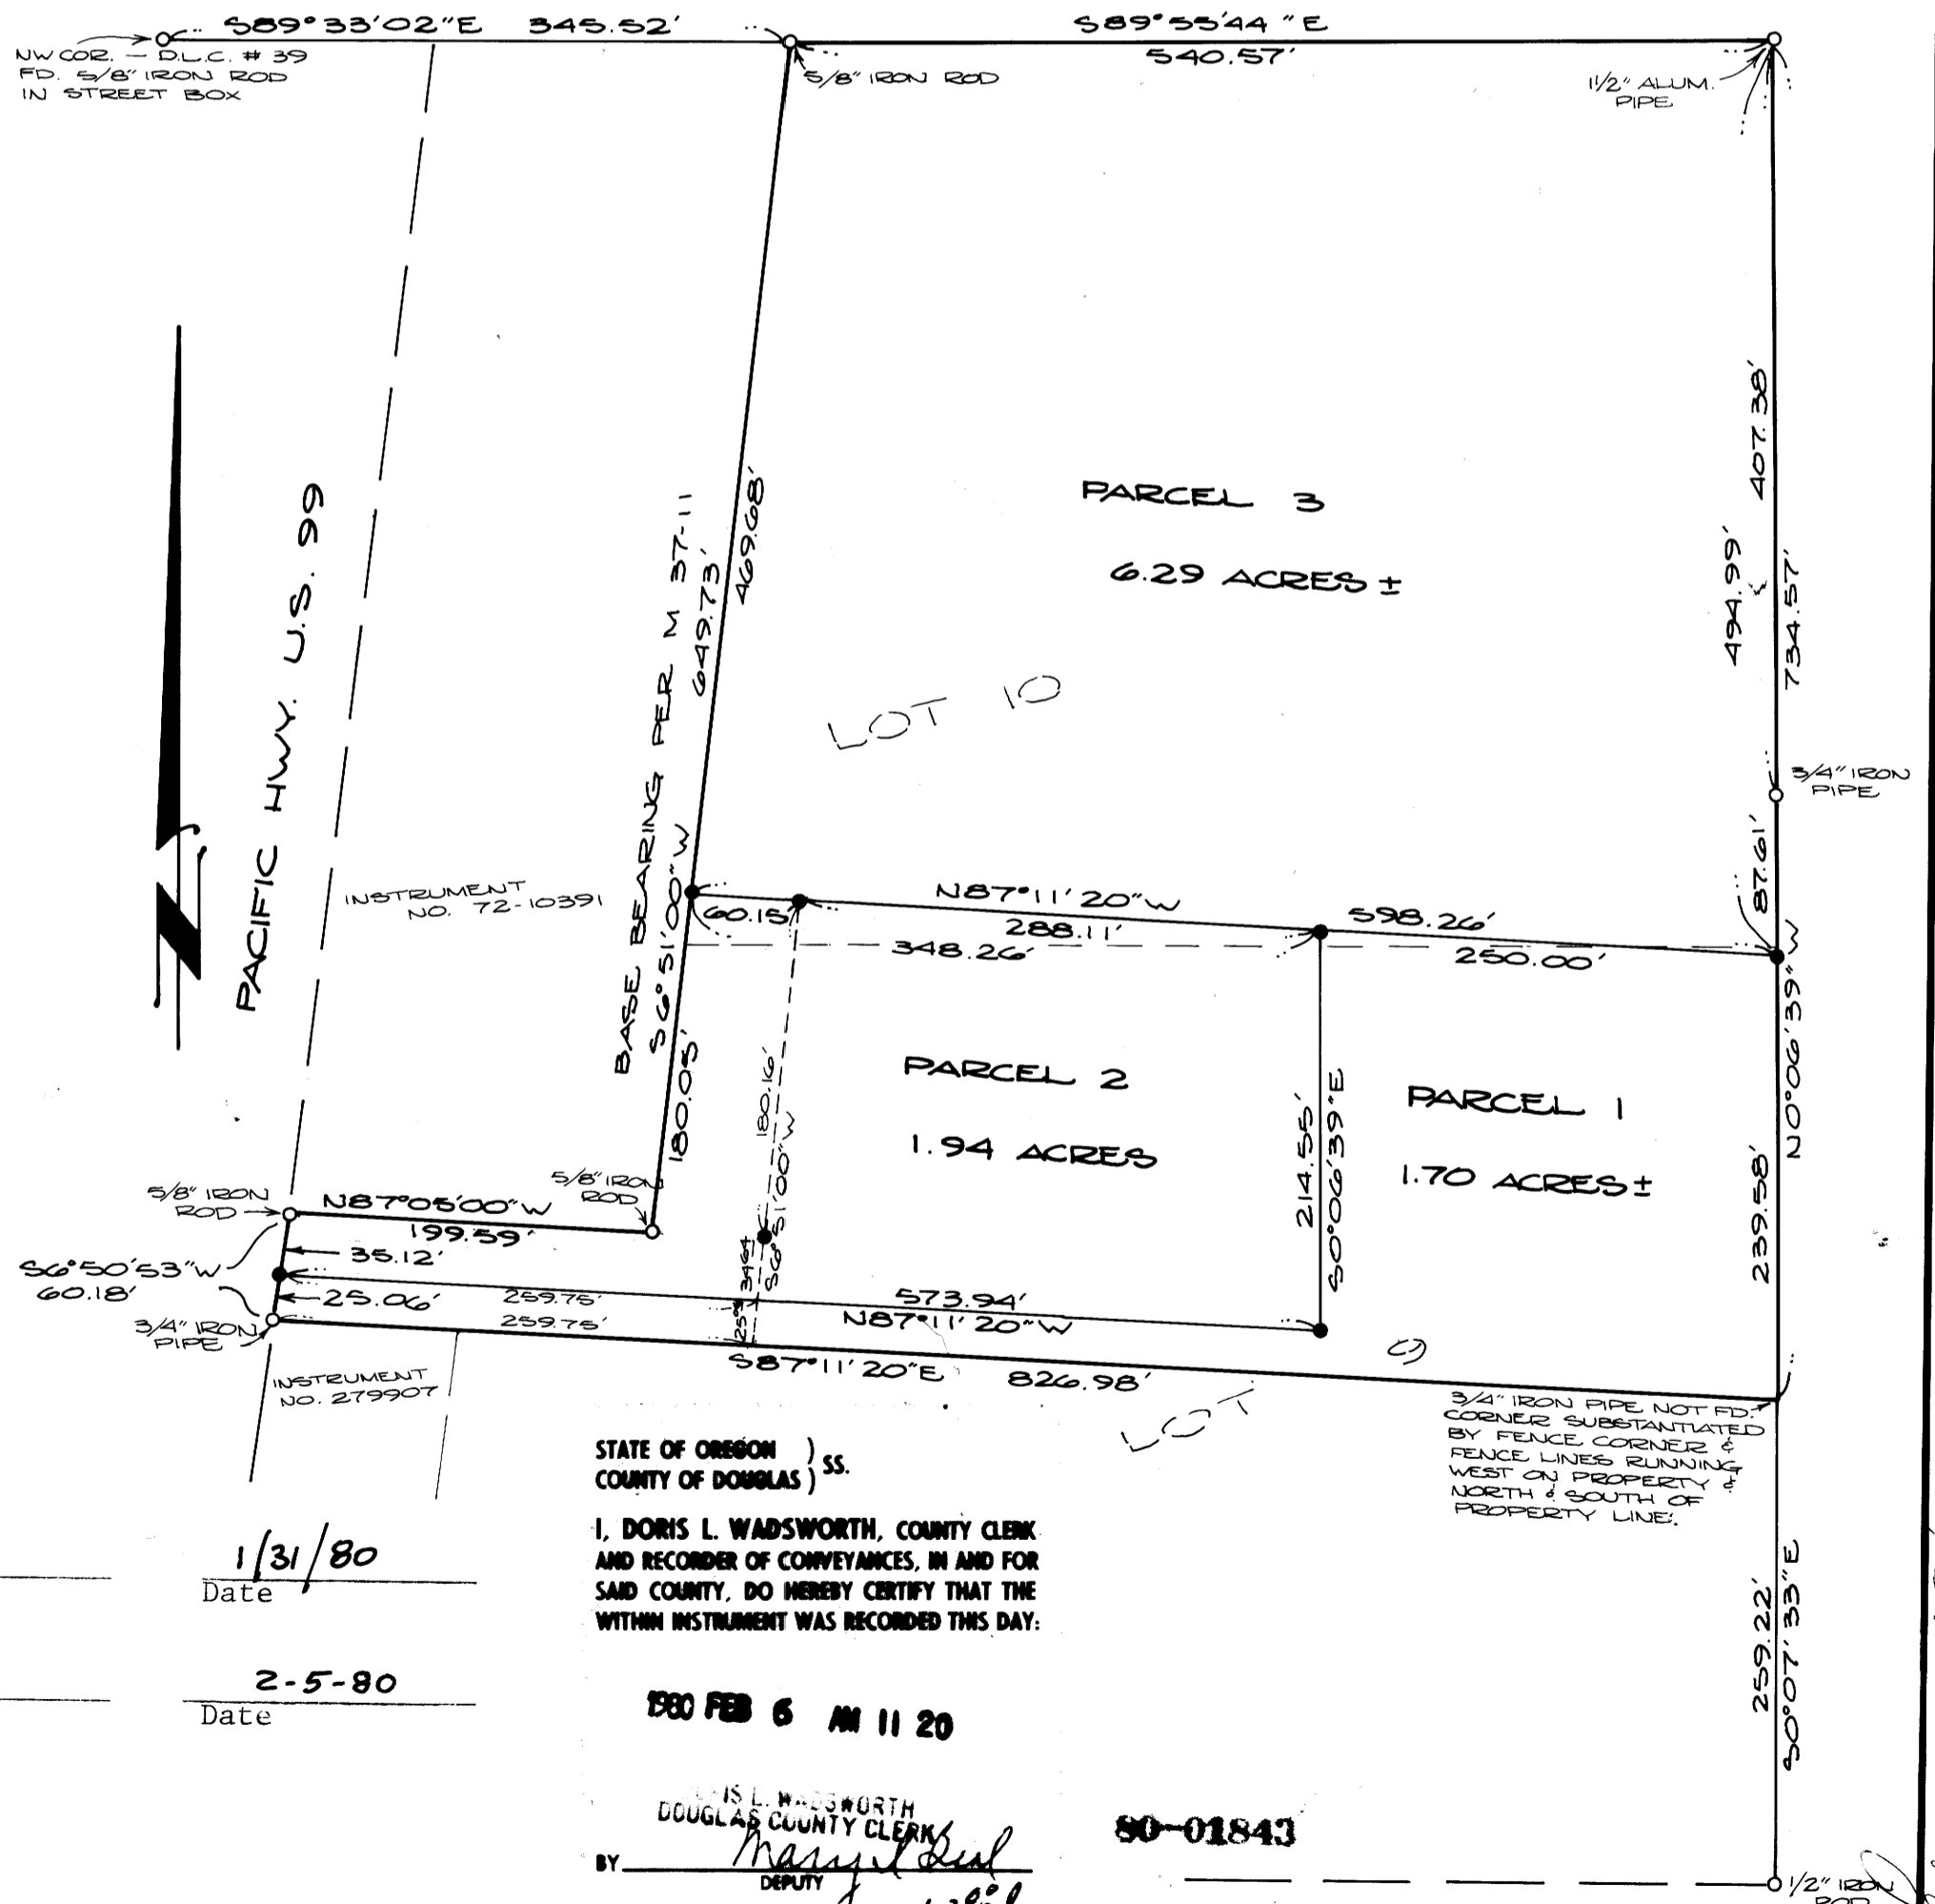 S89°33'02"E 345.52'
S89°55'44"E
540.57'
NW COR. — D.L.C. # 39
FD. 5/8" IRON ROD
IN STREET BOX
5/8" IRON ROD
1 1/2" ALUM.
PIPE
PACIFIC HWY. U.S. 99
BASE BEARING PER M 37-11
S6°51'00"W
649.73'
469.68'
PARCEL 3
6.29 ACRES ±
407.38'
494.99'
734.57'
LOT 10
3/4" IRON
PIPE
87.61'
N
INSTRUMENT
NO. 72-10391
60.15'
N87°11'20"W
598.26'
288.11'
348.26'
250.00'
N0°06'39"W
180.05'
180.16'
S6°51'00"W
PARCEL 2
1.94 ACRES
214.55'
S0°06'39"E
PARCEL 1
1.70 ACRES ±
239.58'
5/8" IRON
ROD
N87°05'00"W
199.59'
5/8" IRON
ROD
35.12'
S6°50'53"W
60.18'
25.06'
3/4" IRON
PIPE
259.75'
259.75'
573.94'
N87°11'20"W
S87°11'20"E
826.98'
INSTRUMENT
NO. 279907
LOT 9
3/4" IRON PIPE NOT FD.
CORNER SUBSTANTIATED
BY FENCE CORNER &
FENCE LINES RUNNING
WEST ON PROPERTY &
NORTH & SOUTH OF
PROPERTY LINE.
STATE OF OREGON ) SS.
COUNTY OF DOUGLAS )
I, DORIS L. WADSWORTH, COUNTY CLERK
AND RECORDER OF CONVEYANCES, IN AND FOR
SAID COUNTY, DO HEREBY CERTIFY THAT THE
WITHIN INSTRUMENT WAS RECORDED THIS DAY:
1/31/80
Date
2-5-80
Date
1980 FEB 6 AM 11 20
L. WADSWORTH
DOUGLAS COUNTY CLERK
BY
DEPUTY
80-01843
259.22'
S0°07'33"E
1/2" IRON
ROD